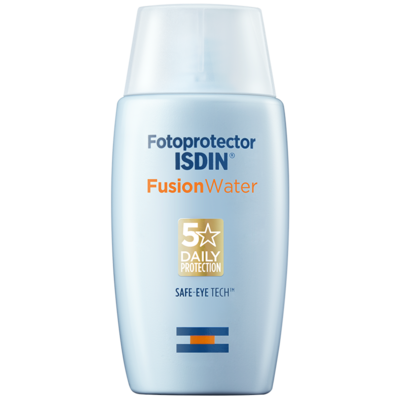 Fotoprotector
ISDIN®
FusionWater
5☆
DAILY
PROTECTION
SAFE-EYE TECH™